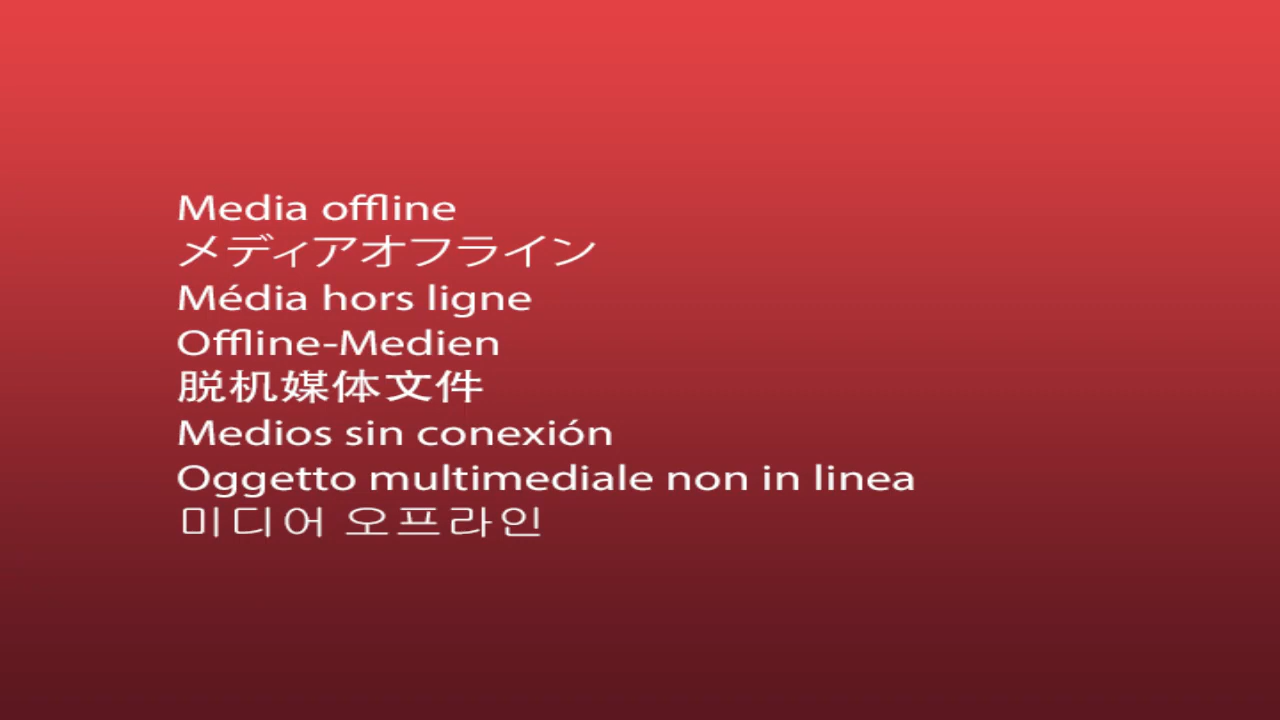 Media offline
メディアオフライン
Média hors ligne
Offline-Medien
脱机媒体文件
Medios sin conexión
Oggetto multimediale non in linea
미디어 오프라인